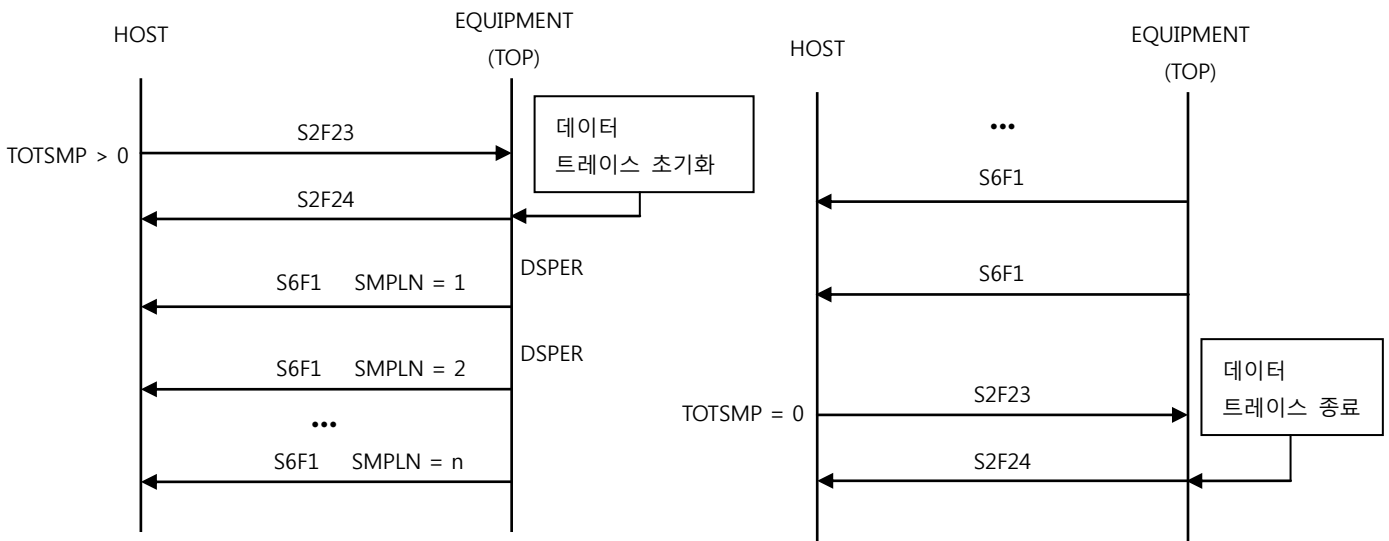 HOST
EQUIPMENT
(TOP)
TOTSMP > 0
S2F23
데이터
트레이스 초기화
S2F24
DSPER
S6F1 SMPLN = 1
DSPER
S6F1 SMPLN = 2
...
S6F1 SMPLN = n
HOST
EQUIPMENT
(TOP)
...
S6F1
S6F1
TOTSMP = 0
S2F23
데이터
트레이스 종료
S2F24